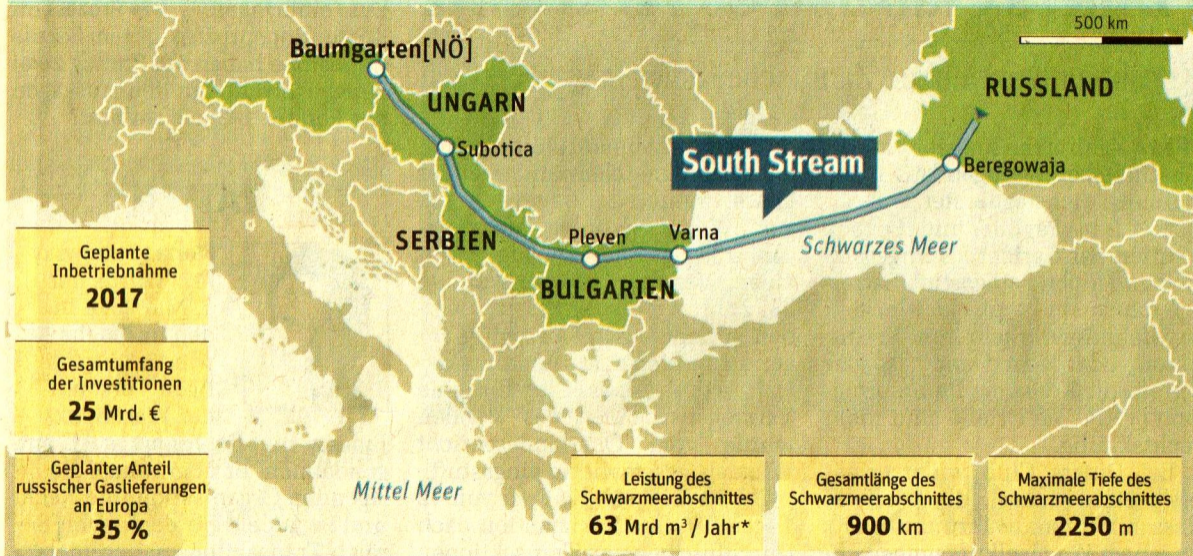 500 km
Baumgarten[NÖ]
RUSSLAND
UNGARN
Subotica
South Stream
Beregowaja
SERBIEN
Pleven
Varna
Schwarzes Meer
BULGARIEN
Geplante
Inbetriebnahme
2017
Gesamtumfang
der Investitionen
25 Mrd. €
Geplanter Anteil
russischer Gaslieferungen
an Europa
35 %
Mittel Meer
Leistung des
Schwarzmeerabschnittes
63 Mrd m³ / Jahr*
Gesamtlänge des
Schwarzmeerabschnittes
900 km
Maximale Tiefe des
Schwarzmeerabschnittes
2250 m